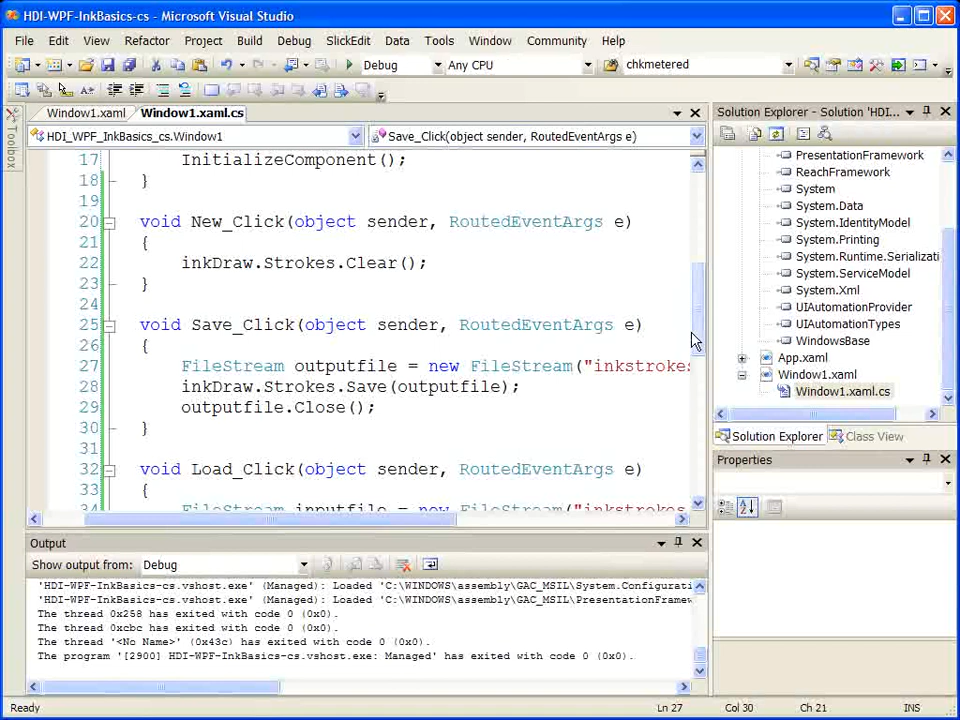 HDI-WPF-InkBasics-cs - Microsoft Visual Studio
File Edit View Refactor Project Build Debug SlickEdit Data Tools Window Community Help
Debug Any CPU chkmetered
Window1.xaml Window1.xaml.cs
HDI_WPF_InkBasics_cs.Window1 Save_Click(object sender, RoutedEventArgs e)
Toolbox
17 InitializeComponent();
18 }
19
20 void New_Click(object sender, RoutedEventArgs e)
21 {
22 inkDraw.Strokes.Clear();
23 }
24
25 void Save_Click(object sender, RoutedEventArgs e)
26 {
27 FileStream outputfile = new FileStream("inkstrokes
28 inkDraw.Strokes.Save(outputfile);
29 outputfile.Close();
30 }
31
32 void Load_Click(object sender, RoutedEventArgs e)
33 {
34 FileStream inputfile = new FileStream("inkstrokes
Solution Explorer - Solution 'HDI...
PresentationFramework
ReachFramework
System
System.Data
System.IdentityModel
System.Printing
System.Runtime.Serializati
System.ServiceModel
System.Xml
UIAutomationProvider
UIAutomationTypes
WindowsBase
App.xaml
Window1.xaml
Window1.xaml.cs
Solution Explorer Class View
Properties
Output
Show output from: Debug
'HDI-WPF-InkBasics-cs.vshost.exe' (Managed): Loaded 'C:\WINDOWS\assembly\GAC_MSIL\System.Configurati
'HDI-WPF-InkBasics-cs.vshost.exe' (Managed): Loaded 'C:\WINDOWS\assembly\GAC_MSIL\PresentationFramew
The thread 0x258 has exited with code 0 (0x0).
The thread 0xcbc has exited with code 0 (0x0).
The thread '<No Name>' (0x43c) has exited with code 0 (0x0).
The program '[2900] HDI-WPF-InkBasics-cs.vshost.exe: Managed' has exited with code 0 (0x0).
Ready Ln 27 Col 30 Ch 21 INS